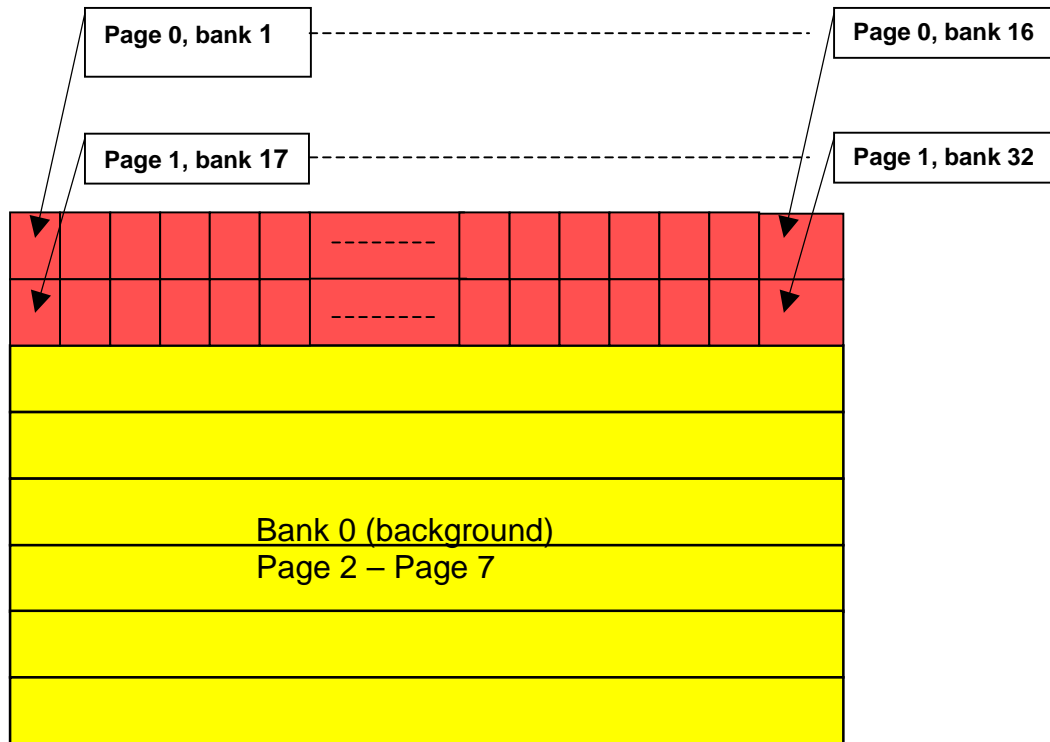 Page 0, bank 1
Page 0, bank 16
Page 1, bank 17
Page 1, bank 32
Bank 0 (background)
Page 2 – Page 7